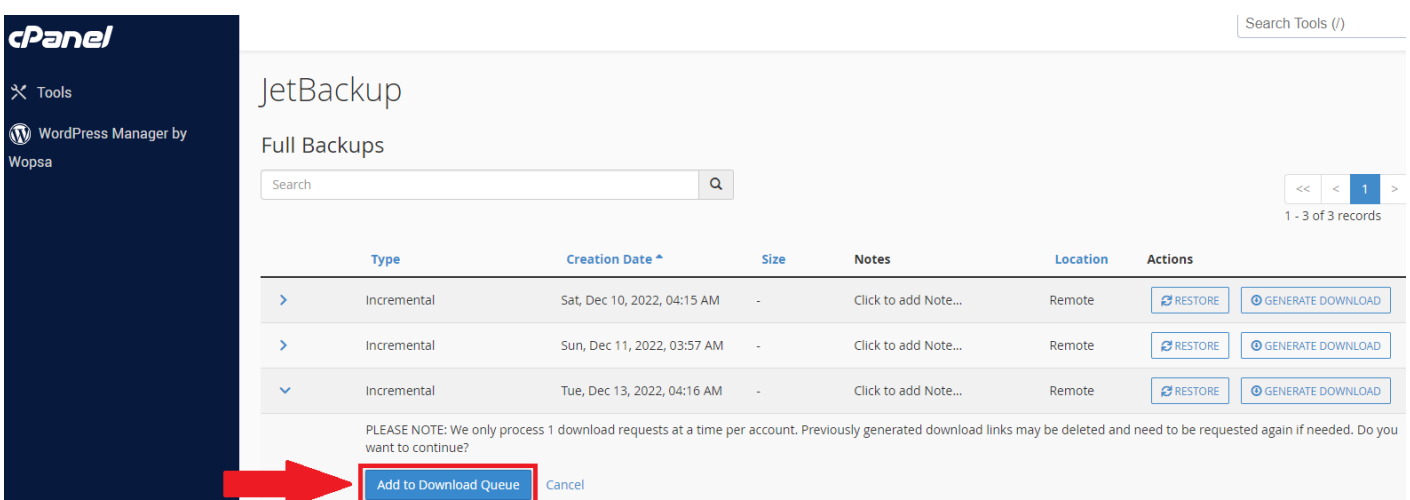 cPanel
Search Tools (/)
Tools
WordPress Manager by
Wopsa
JetBackup
Full Backups
Search
<< < 1 >
1 - 3 of 3 records
Type Creation Date Size Notes Location Actions
Incremental Sat, Dec 10, 2022, 04:15 AM - Click to add Note... Remote RESTORE GENERATE DOWNLOAD
Incremental Sun, Dec 11, 2022, 03:57 AM - Click to add Note... Remote RESTORE GENERATE DOWNLOAD
Incremental Tue, Dec 13, 2022, 04:16 AM - Click to add Note... Remote RESTORE GENERATE DOWNLOAD
PLEASE NOTE: We only process 1 download requests at a time per account. Previously generated download links may be deleted and need to be requested again if needed. Do you
want to continue?
Add to Download Queue Cancel